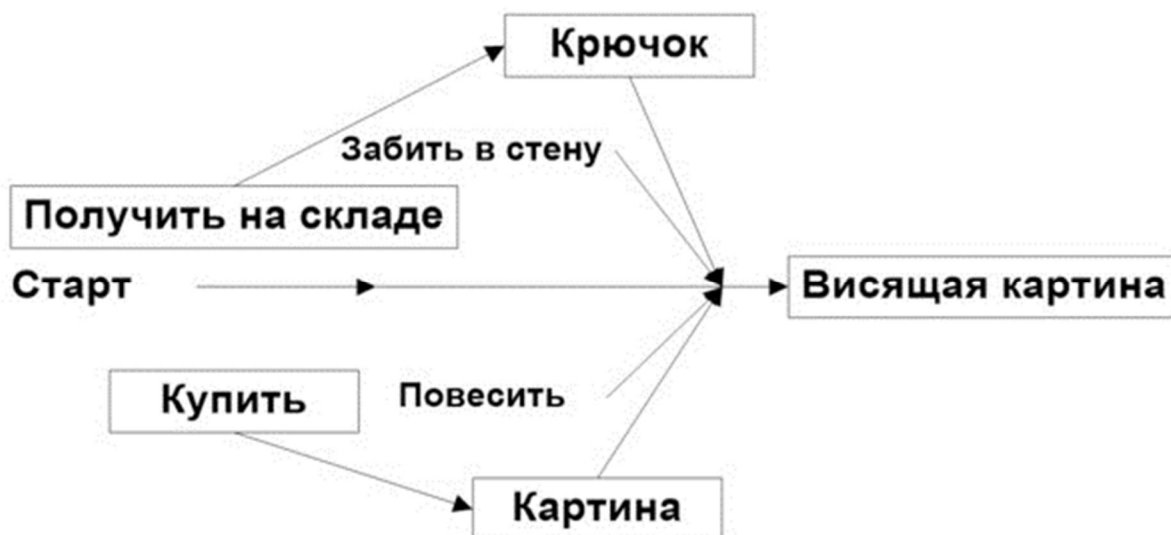 Крючок
Забить в стену
Получить на складе
Старт
Висящая картина
Купить
Повесить
Картина